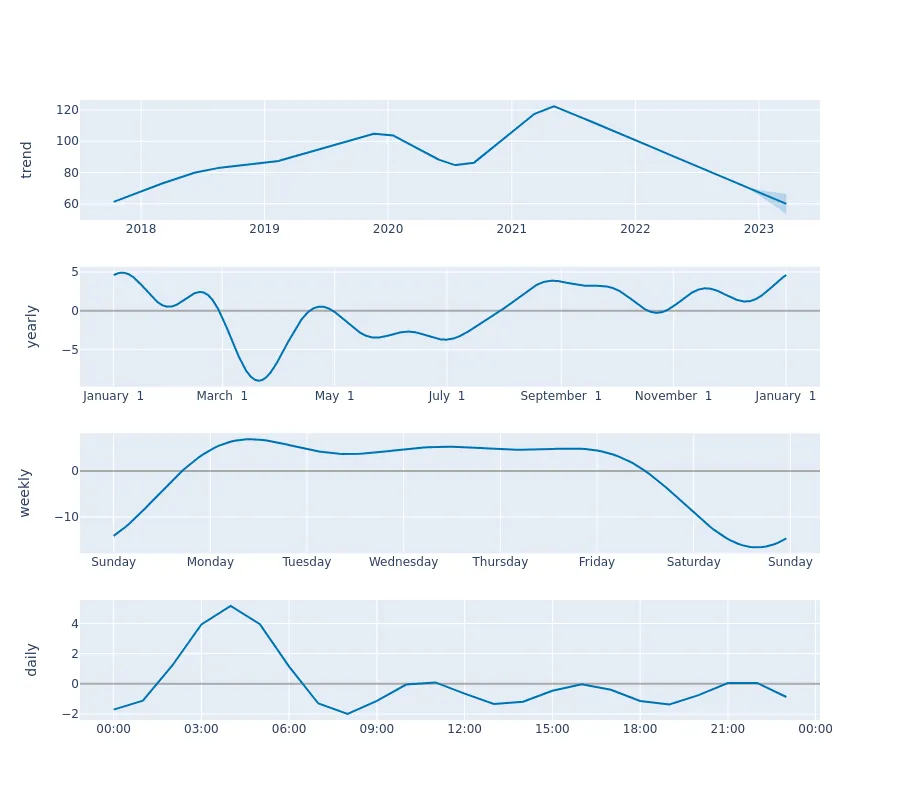 trend
120
100
80
60
2018 2019 2020 2021 2022 2023
yearly
5
0
−5
January 1 March 1 May 1 July 1 September 1 November 1 January 1
weekly
0
−10
Sunday Monday Tuesday Wednesday Thursday Friday Saturday Sunday
daily
4
2
0
−2
00:00 03:00 06:00 09:00 12:00 15:00 18:00 21:00 00:00